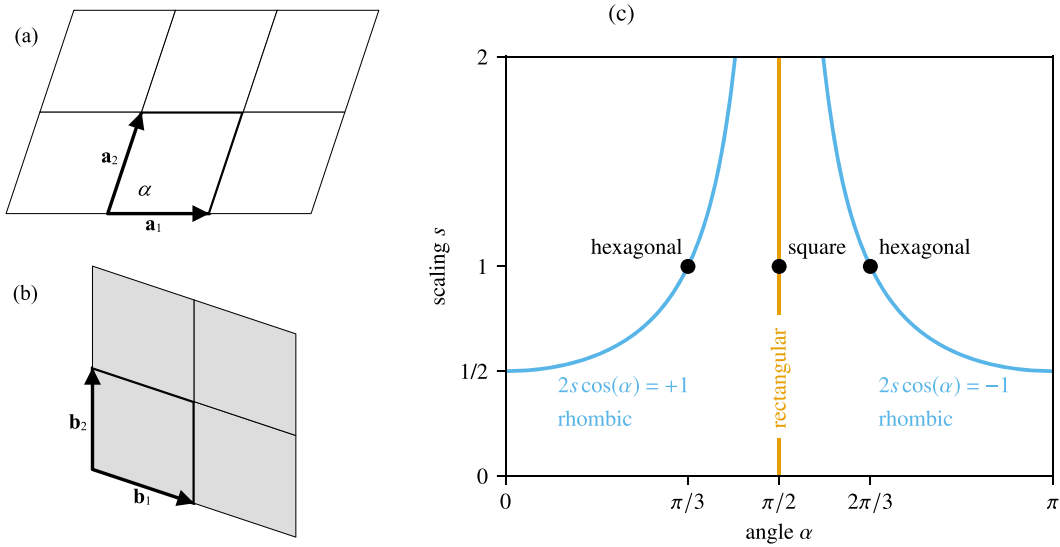 (a)
a₂
α
a₁
(b)
b₂
b₁
(c)
scaling s
2
1
1/2
0
hexagonal
square
hexagonal
rectangular
2s cos(α) = +1
rhombic
2s cos(α) = −1
rhombic
0
π/3
π/2
2π/3
π
angle α